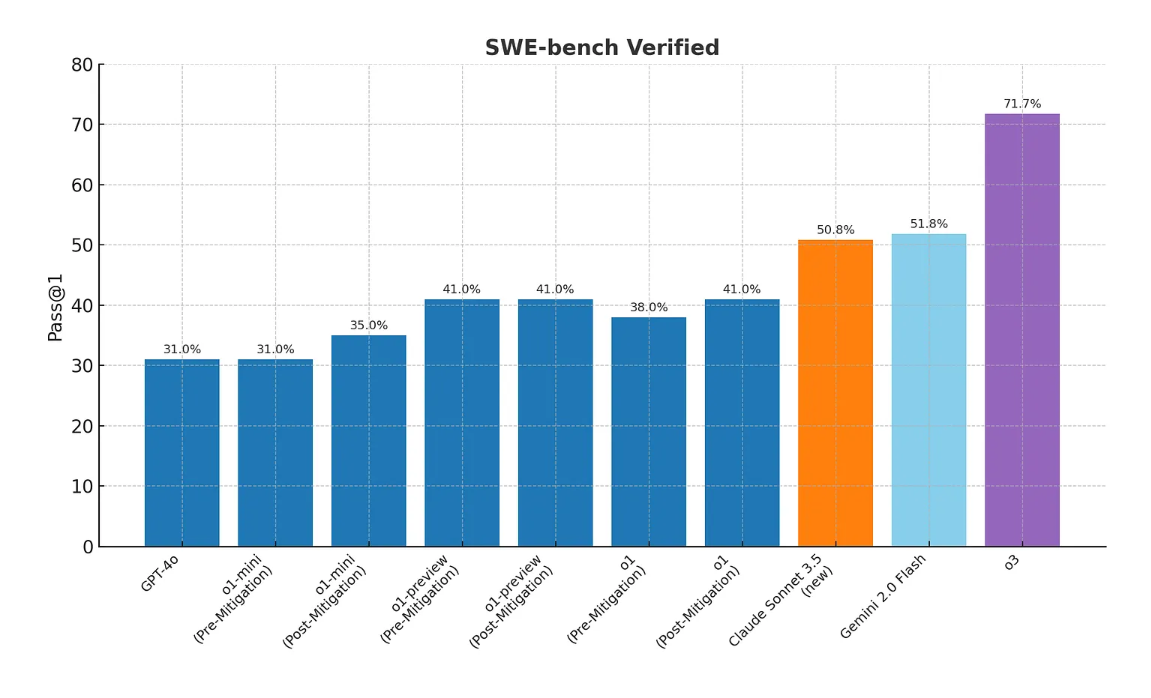 SWE-bench Verified
80
70
60
50
40
30
20
10
0
Pass@1
31.0%
31.0%
35.0%
41.0%
41.0%
38.0%
41.0%
50.8%
51.8%
71.7%
GPT-4o
o1-mini
(Pre-Mitigation)
o1-mini
(Post-Mitigation)
o1-preview
(Pre-Mitigation)
o1-preview
(Post-Mitigation)
o1
(Pre-Mitigation)
o1
(Post-Mitigation)
Claude Sonnet 3.5
(new)
Gemini 2.0 Flash
o3